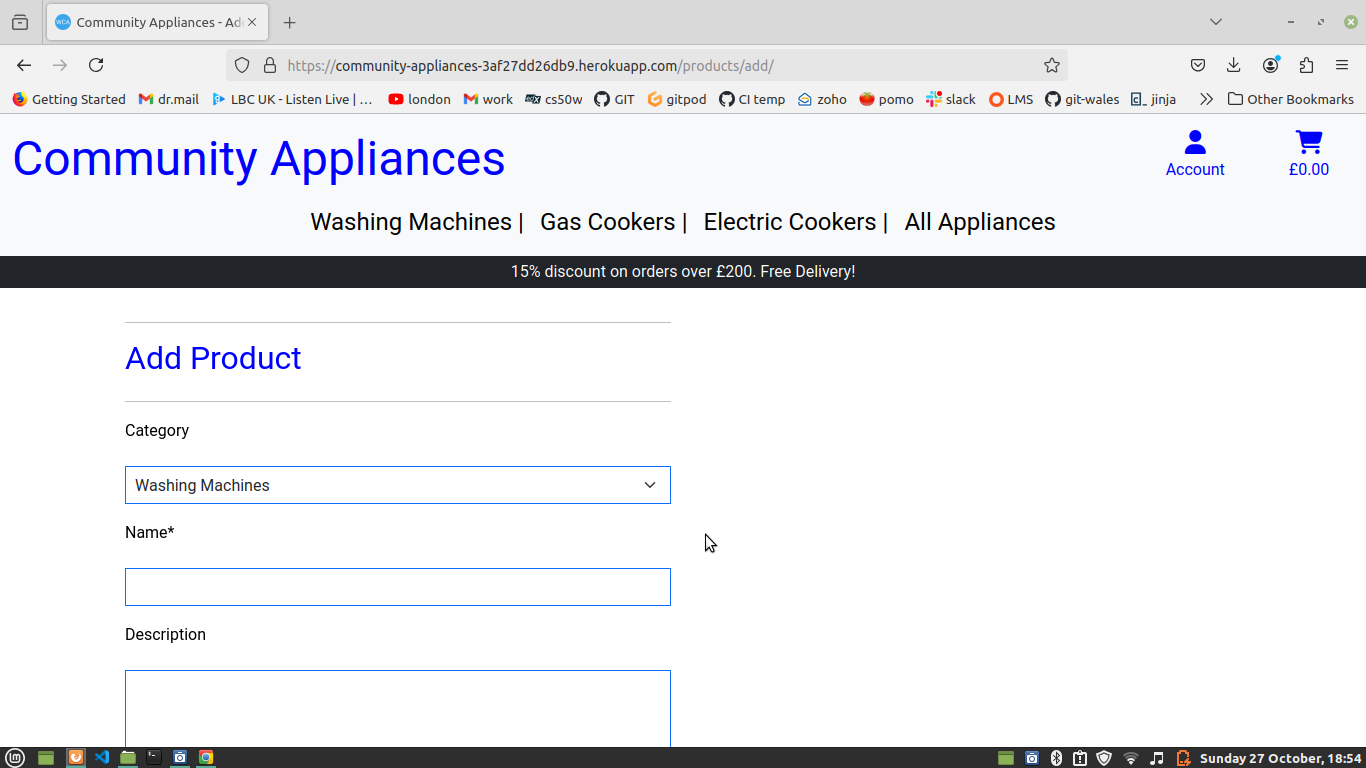 WCA Community Appliances - Ad
https://community-appliances-3af27dd26db9.herokuapp.com/products/add/
Getting Started dr.mail LBC UK - Listen Live | … london work cs50w GIT gitpod CI temp zoho pomo slack LMS git-wales jinja Other Bookmarks
Community Appliances
Account £0.00
Washing Machines | Gas Cookers | Electric Cookers | All Appliances
15% discount on orders over £200. Free Delivery!
Add Product
Category
Washing Machines
Name*
Description
Sunday 27 October, 18:54